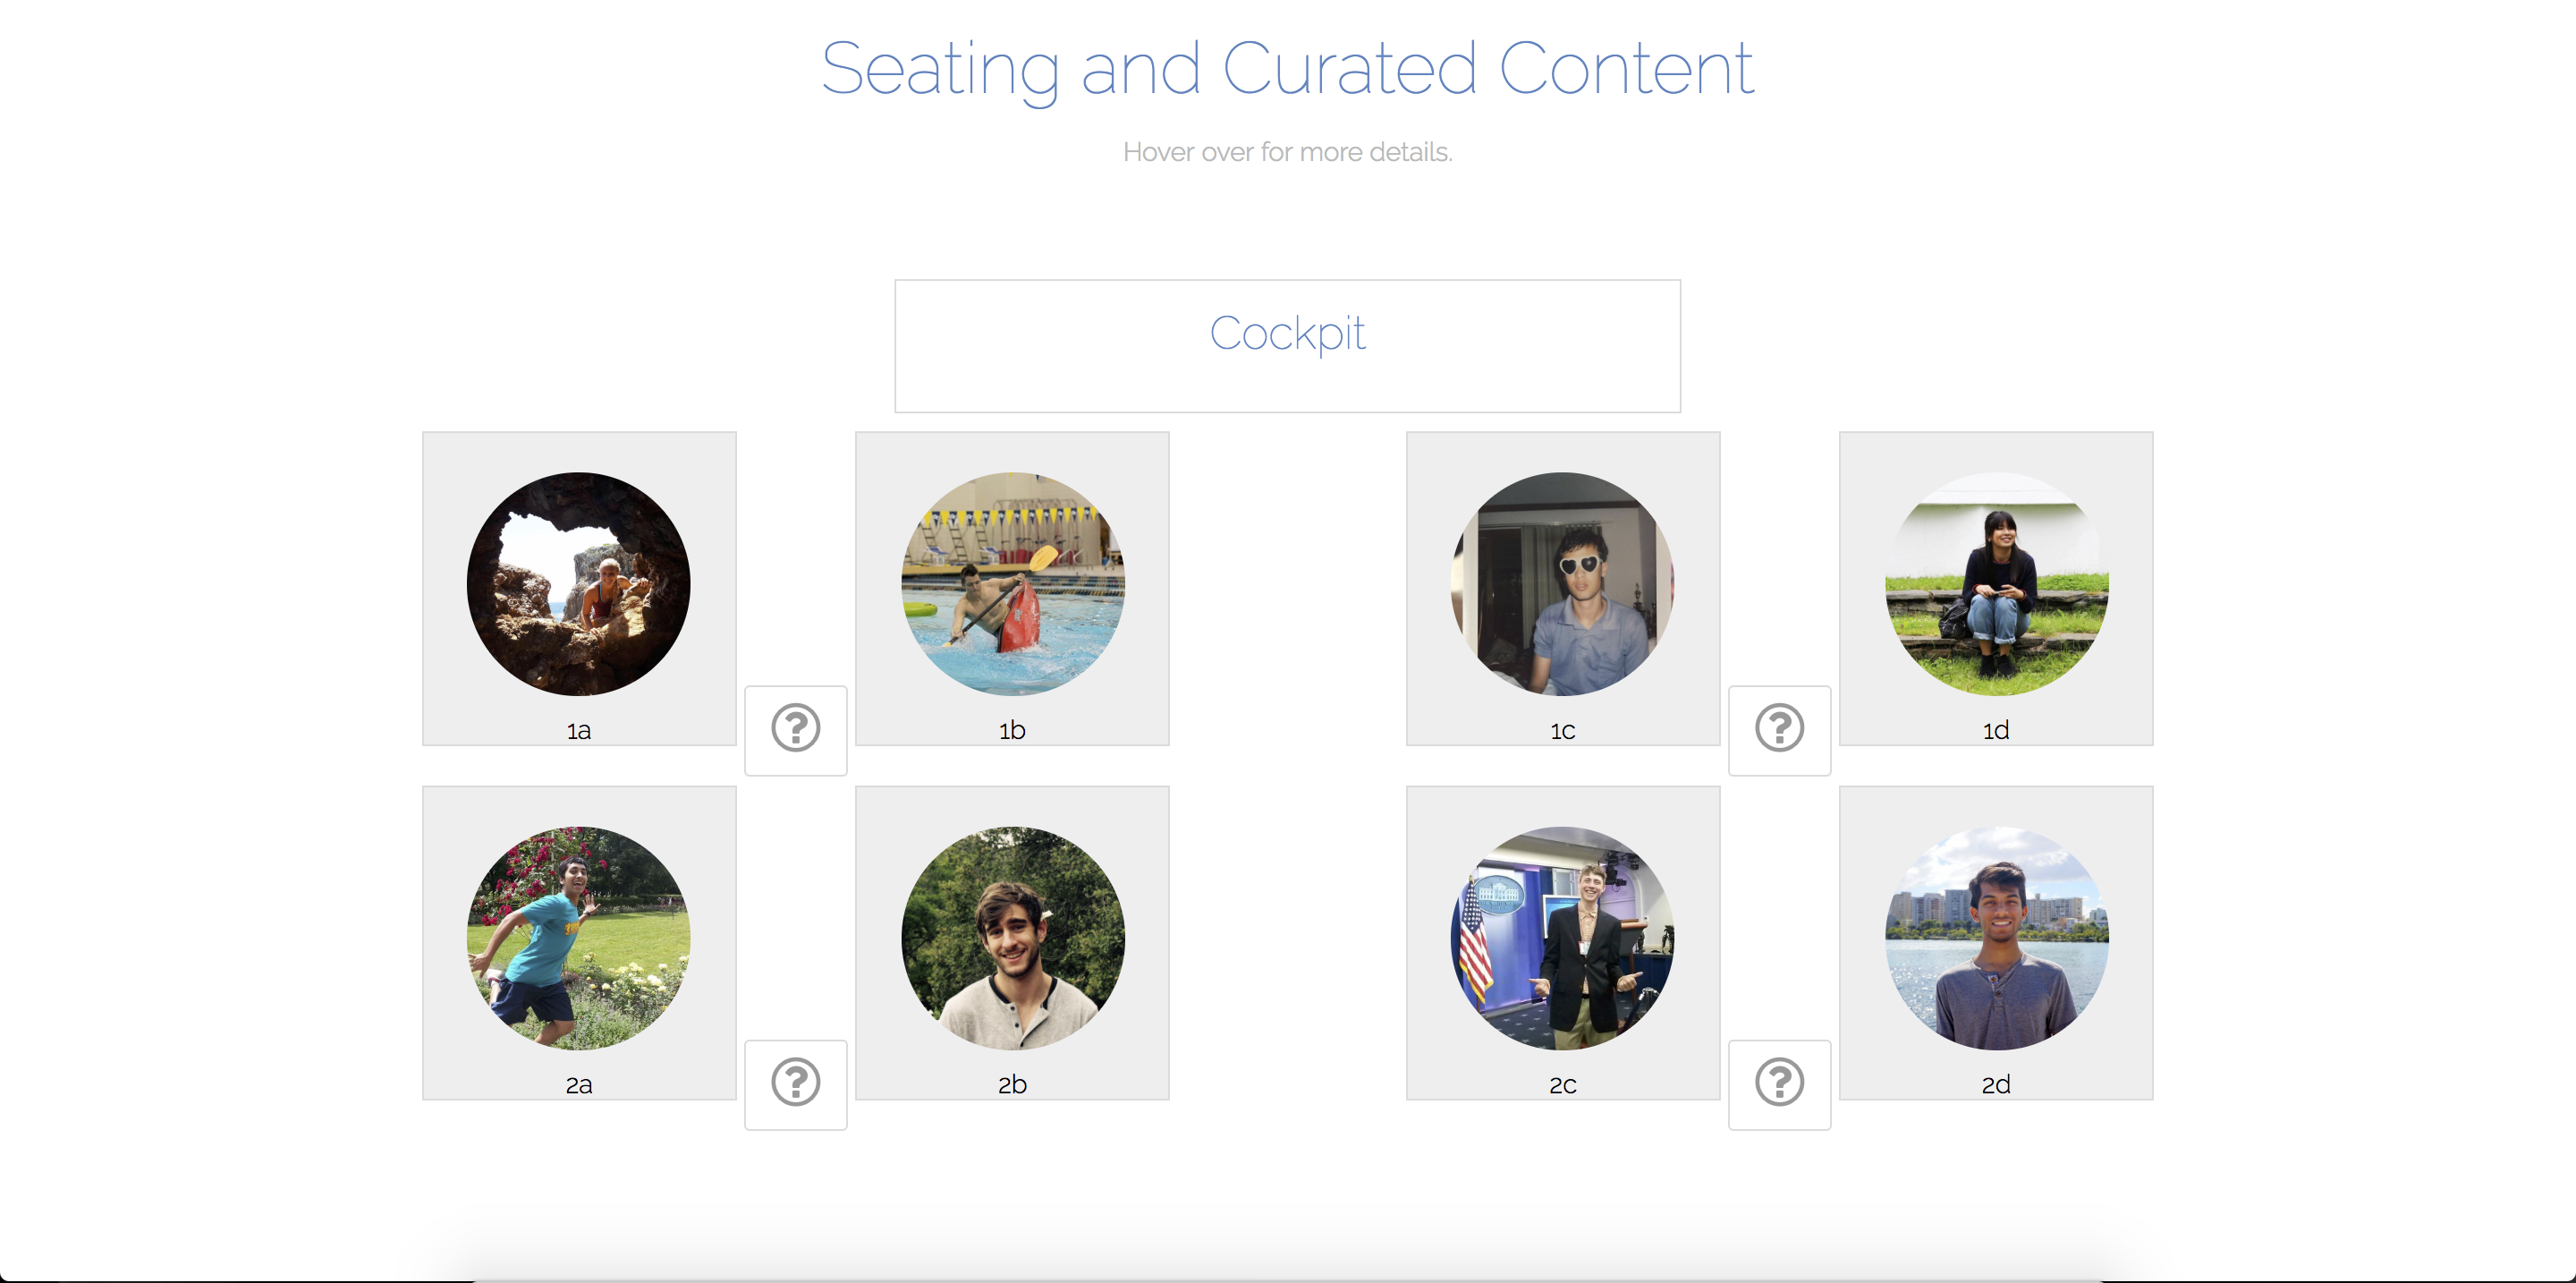 Seating and Curated Content
Hover over for more details.
Cockpit
1a
?
1b
1c
?
1d
2a
?
2b
2c
?
2d